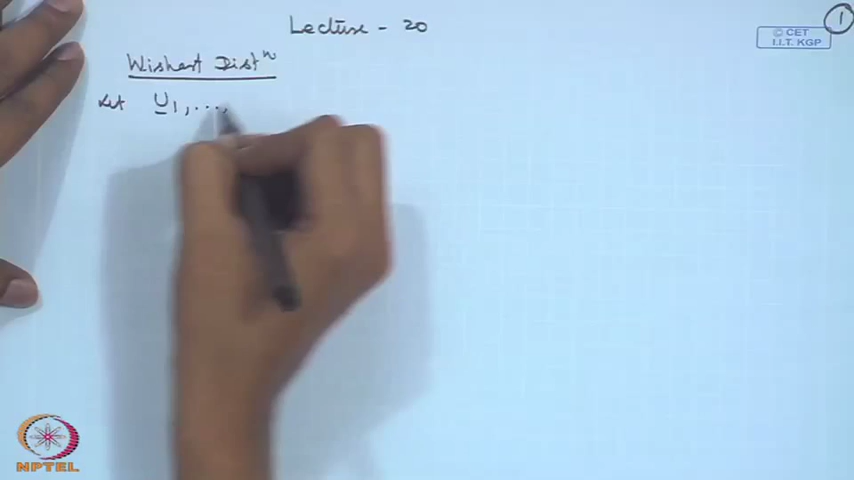 Lecture - 20
1
© CET
I.I.T. KGP
Wishart Distⁿ
Let U1, ...,
NPTEL